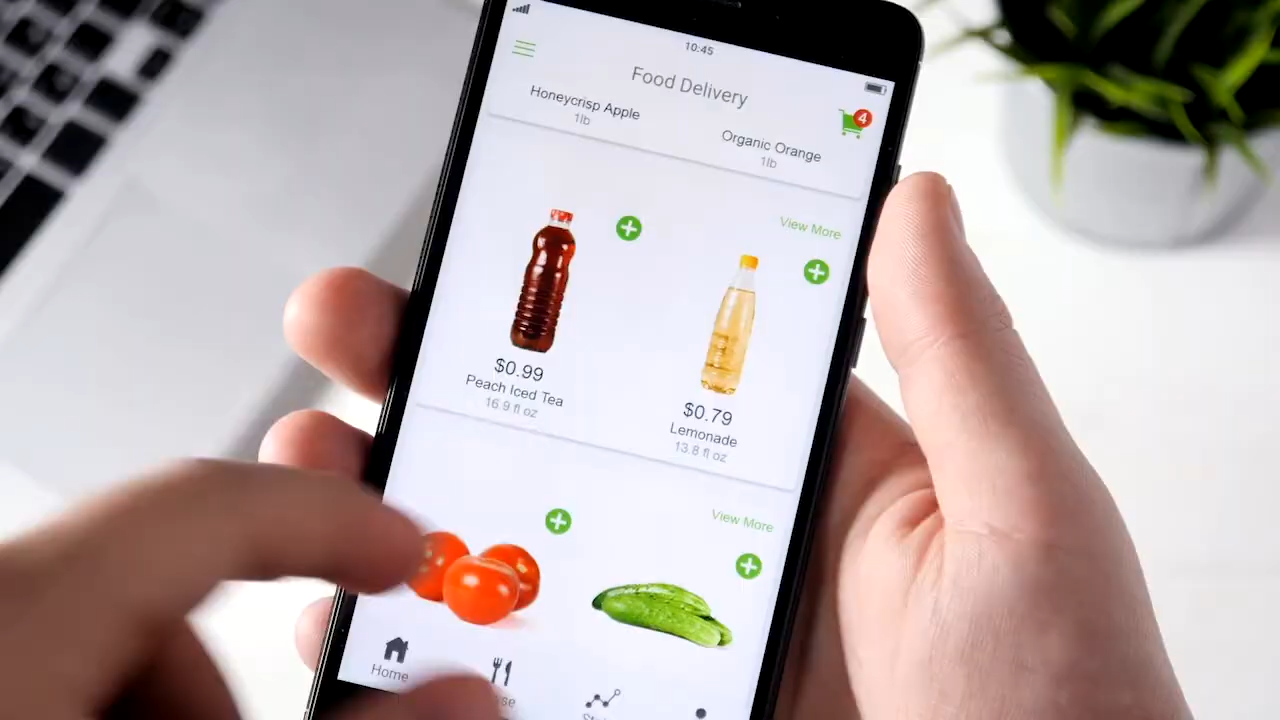 10:45
Food Delivery
4
Honeycrisp Apple
1lb
Organic Orange
1lb
View More
$0.99
Peach Iced Tea
16.9 fl oz
$0.79
Lemonade
13.8 fl oz
View More
Home